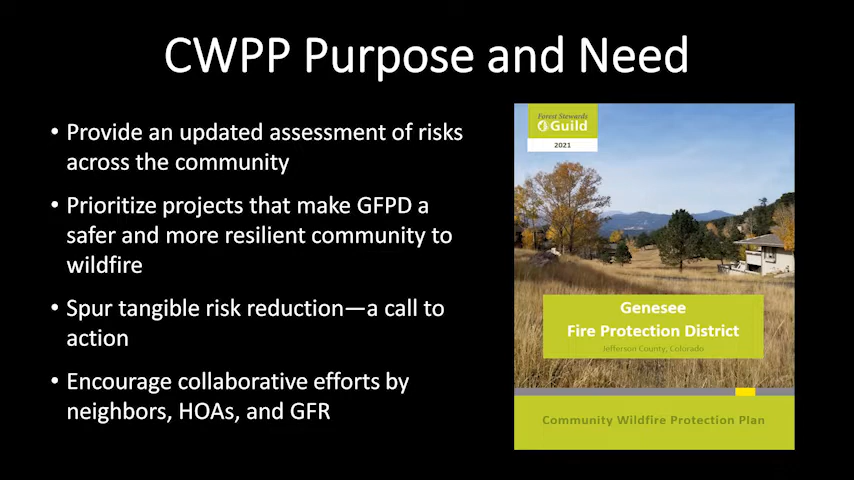 CWPP Purpose and Need
• Provide an updated assessment of risks
across the community
• Prioritize projects that make GFPD a
safer and more resilient community to
wildfire
• Spur tangible risk reduction—a call to
action
• Encourage collaborative efforts by
neighbors, HOAs, and GFR
Forest Stewards
Guild
2021
Genesee
Fire Protection District
Jefferson County, Colorado
Community Wildfire Protection Plan